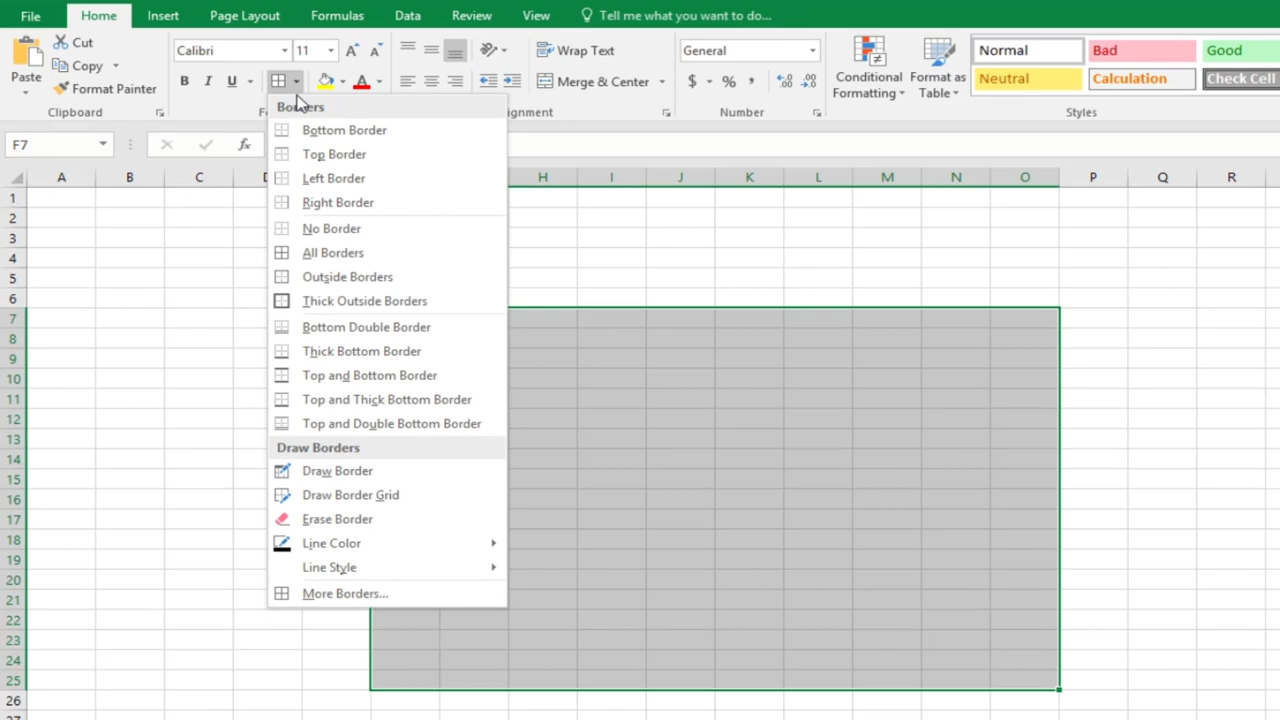 File Home Insert Page Layout Formulas Data Review View Tell me what you want to do...
Paste
Cut
Copy
Format Painter
Clipboard
Calibri 11
B I U A
Wrap Text
Merge & Center
General
$ % ,
Number
Conditional Formatting
Format as Table
Normal Bad Good
Neutral Calculation Check Cell
Styles
F7 fx
A B C H I J K L M N O P Q R
1
2
3
4
5
6
7
8
9
10
11
12
13
14
15
16
17
18
19
20
21
22
23
24
25
26
Borders
Bottom Border
Top Border
Left Border
Right Border
No Border
All Borders
Outside Borders
Thick Outside Borders
Bottom Double Border
Thick Bottom Border
Top and Bottom Border
Top and Thick Bottom Border
Top and Double Bottom Border
Draw Borders
Draw Border
Draw Border Grid
Erase Border
Line Color
Line Style
More Borders...